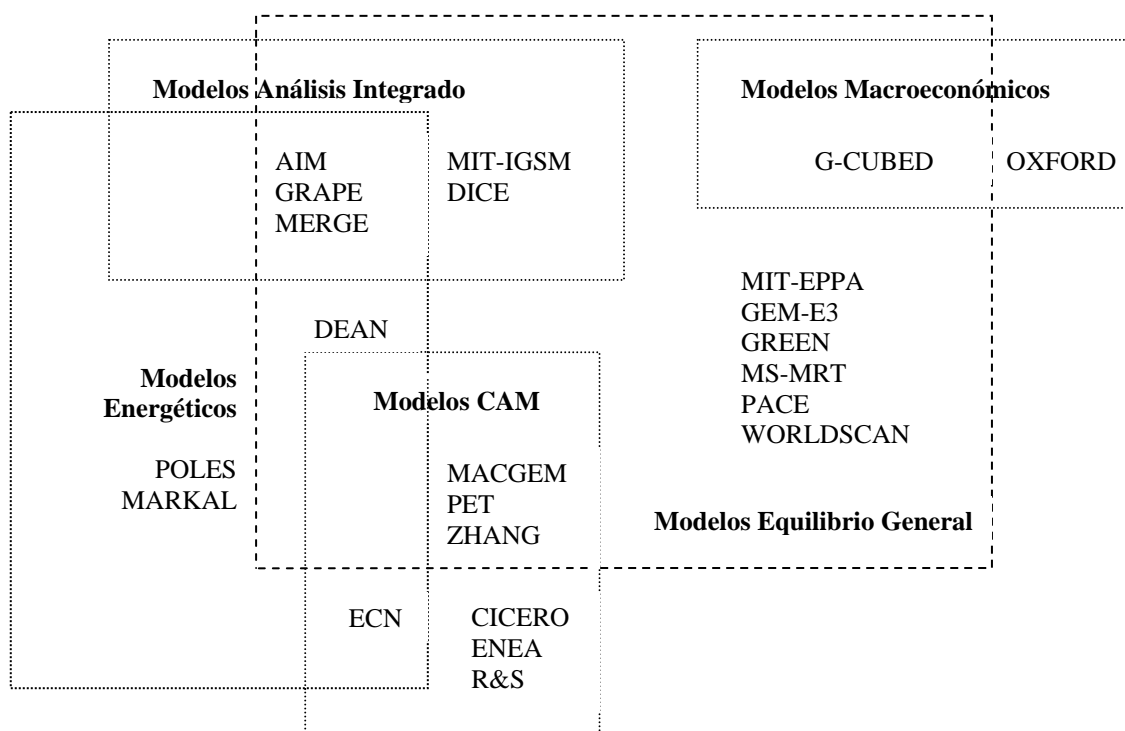 Modelos Análisis Integrado
Modelos Macroeconómicos
AIM
GRAPE
MERGE
MIT-IGSM
DICE
G-CUBED
OXFORD
MIT-EPPA
GEM-E3
GREEN
MS-MRT
PACE
WORLDSCAN
DEAN
Modelos
Energéticos
POLES
MARKAL
Modelos CAM
MACGEM
PET
ZHANG
Modelos Equilibrio General
ECN
CICERO
ENEA
R&S